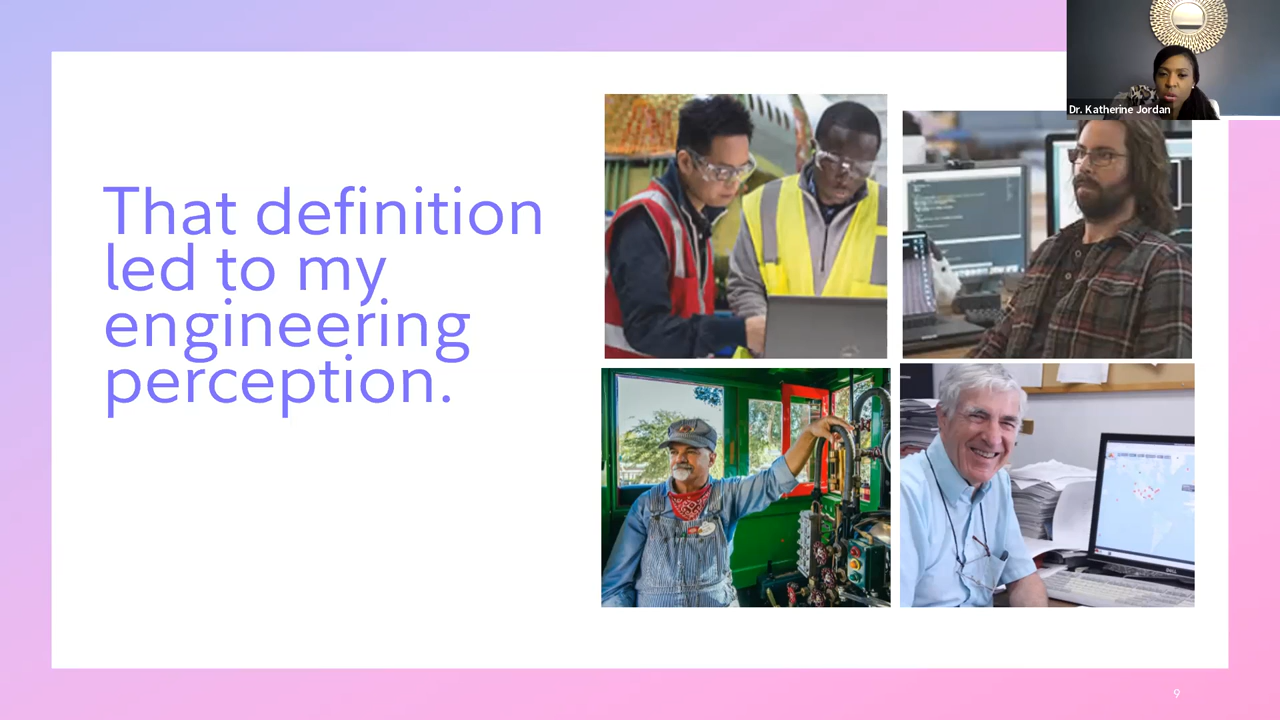 Dr. Katherine Jordan
That definition
led to my
engineering
perception.
9